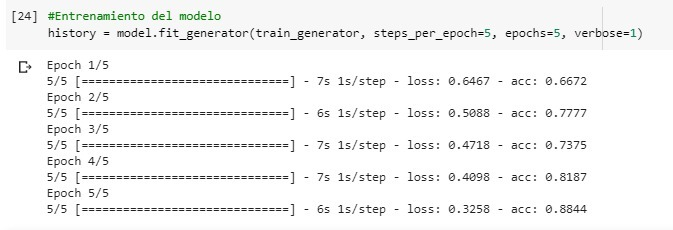 [24] #Entrenamiento del modelo
history = model.fit_generator(train_generator, steps_per_epoch=5, epochs=5, verbose=1)
Epoch 1/5
5/5 [==============================] - 7s 1s/step - loss: 0.6467 - acc: 0.6672
Epoch 2/5
5/5 [==============================] - 6s 1s/step - loss: 0.5088 - acc: 0.7777
Epoch 3/5
5/5 [==============================] - 7s 1s/step - loss: 0.4718 - acc: 0.7375
Epoch 4/5
5/5 [==============================] - 7s 1s/step - loss: 0.4098 - acc: 0.8187
Epoch 5/5
5/5 [==============================] - 6s 1s/step - loss: 0.3258 - acc: 0.8844